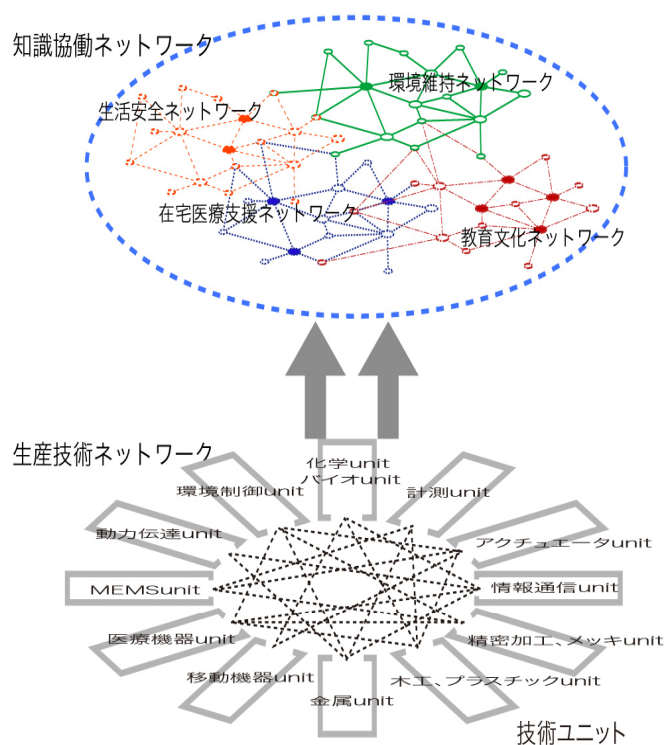 知識協働ネットワーク
環境維持ネットワーク
生活安全ネットワーク
在宅医療支援ネットワーク
教育文化ネットワーク
生産技術ネットワーク
化学unit
バイオunit
環境制御unit
計測unit
動力伝達unit
アクチュエータunit
MEMSunit
情報通信unit
医療機器unit
精密加工、メッキunit
移動機器unit
木工、プラスチックunit
金属unit
技術ユニット